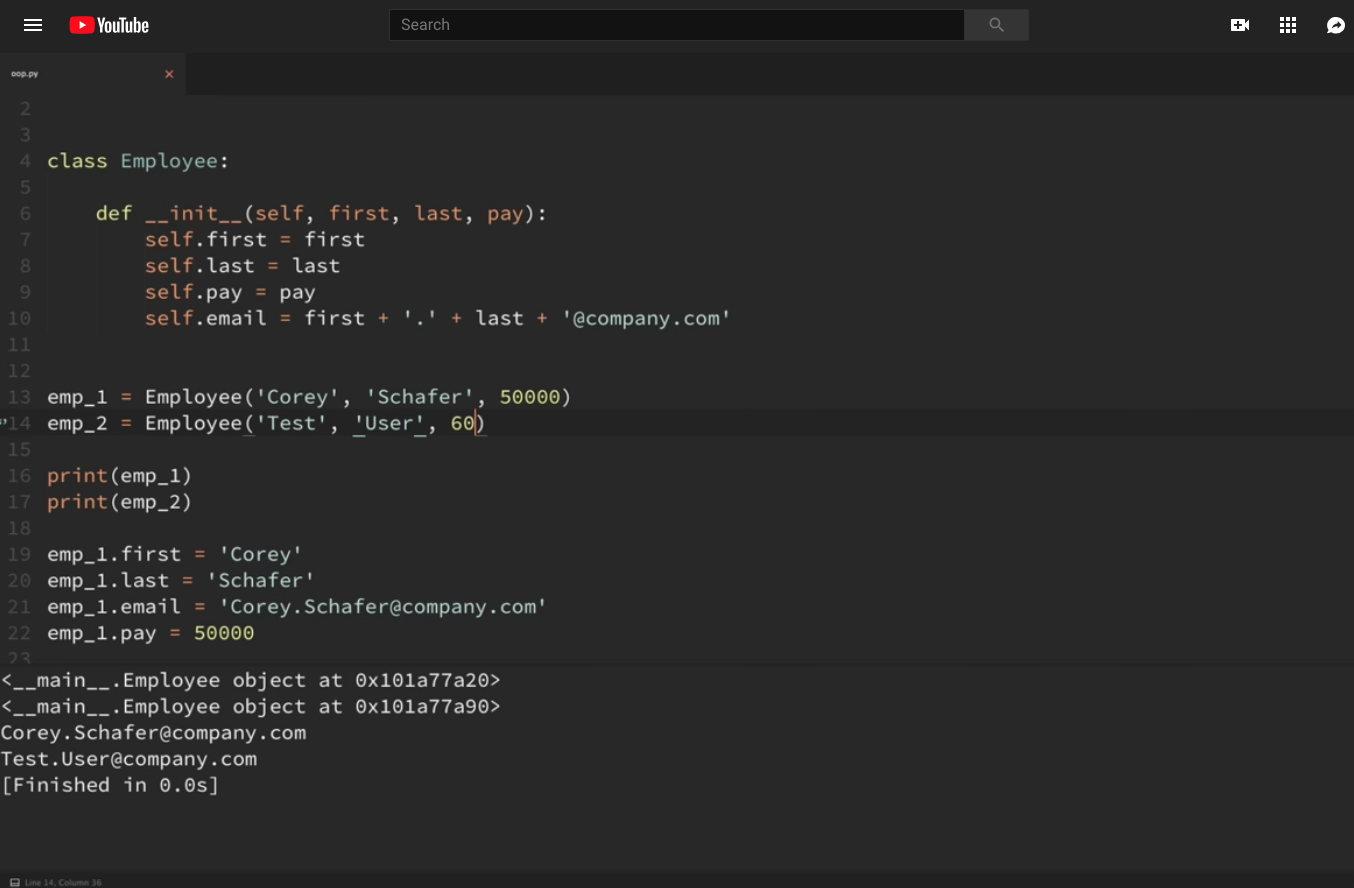 YouTube
Search
oop.py
2
3
4 class Employee:
5
6     def __init__(self, first, last, pay):
7         self.first = first
8         self.last = last
9         self.pay = pay
10         self.email = first + '.' + last + '@company.com'
11
12
13 emp_1 = Employee('Corey', 'Schafer', 50000)
14 emp_2 = Employee('Test', 'User', 60)
15
16 print(emp_1)
17 print(emp_2)
18
19 emp_1.first = 'Corey'
20 emp_1.last = 'Schafer'
21 emp_1.email = 'Corey.Schafer@company.com'
22 emp_1.pay = 50000
23
<__main__.Employee object at 0x101a77a20>
<__main__.Employee object at 0x101a77a90>
Corey.Schafer@company.com
Test.User@company.com
[Finished in 0.0s]
Line 14, Column 36